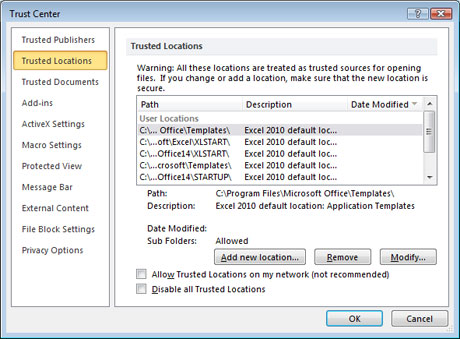 Trust Center
Trusted Publishers
Trusted Locations
Trusted Documents
Add-ins
ActiveX Settings
Macro Settings
Protected View
Message Bar
External Content
File Block Settings
Privacy Options
Trusted Locations
Warning: All these locations are treated as trusted sources for opening
files. If you change or add a location, make sure that the new location is
secure.
Path Description Date Modified
User Locations
C:\... Office\Templates\ Excel 2010 default loc...
C:\...oft\Excel\XLSTART\ Excel 2010 default loc...
C:\...Office14\XLSTART\ Excel 2010 default loc...
C:\...crosoft\Templates\ Excel 2010 default loc...
C:\...Office14\STARTUP\ Excel 2010 default loc...
Path: C:\Program Files\Microsoft Office\Templates\
Description: Excel 2010 default location: Application Templates
Date Modified:
Sub Folders: Allowed
Add new location... Remove Modify...
Allow Trusted Locations on my network (not recommended)
Disable all Trusted Locations
OK Cancel